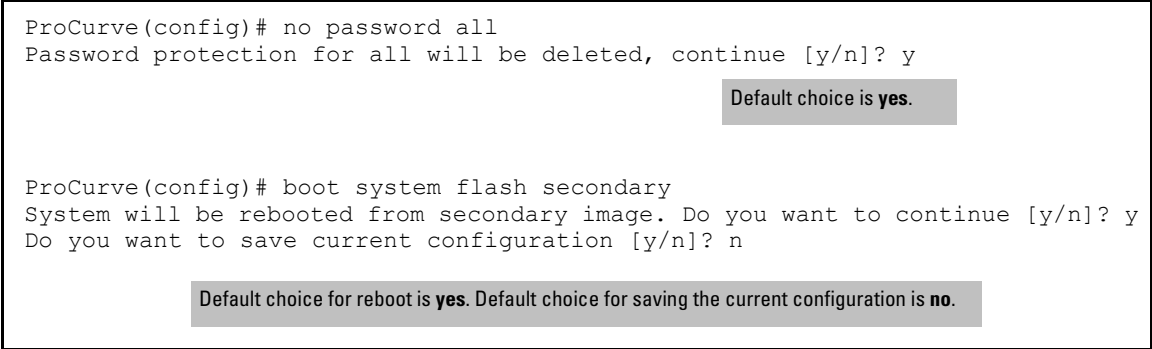 ProCurve(config)# no password all
Password protection for all will be deleted, continue [y/n]? y
Default choice is yes.
ProCurve(config)# boot system flash secondary
System will be rebooted from secondary image. Do you want to continue [y/n]? y
Do you want to save current configuration [y/n]? n
Default choice for reboot is yes. Default choice for saving the current configuration is no.